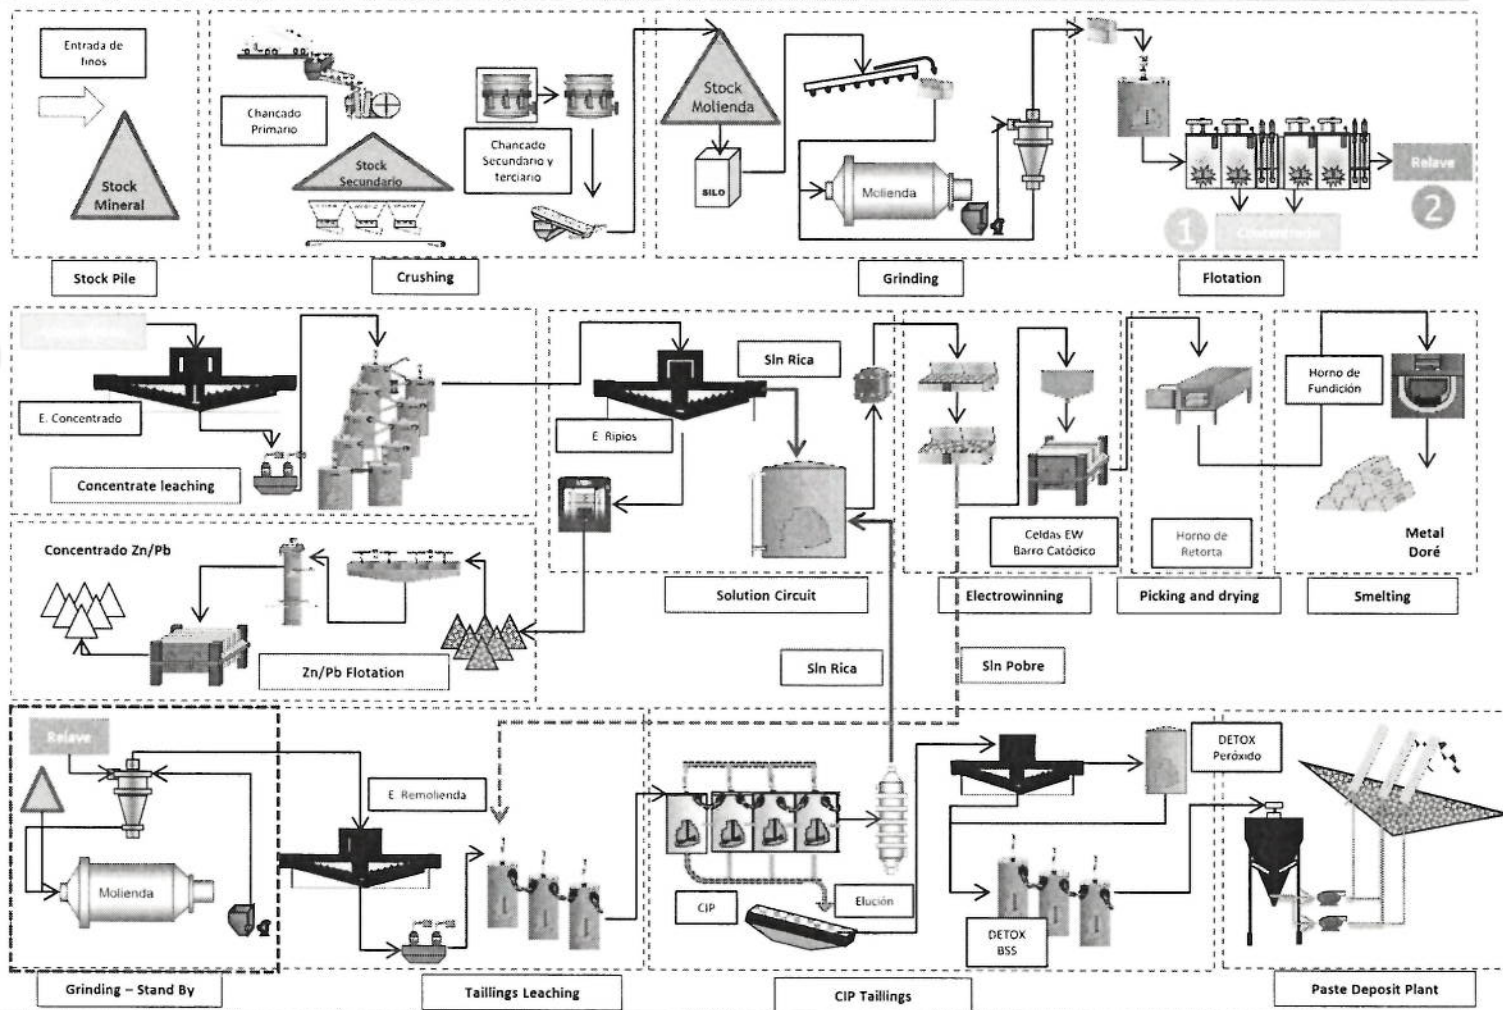 Entrada de
finos
Stock
Mineral
Stock Pile
Chancado
Primario
Stock
Secundario
Chancado
Secundario y
terciario
Crushing
Stock
Molienda
SILO
Molienda
Grinding
Relave
1
Concentrado
2
Flotation
E. Concentrado
Concentrate leaching
E. Ripios
Sln Rica
Solution Circuit
Celdas EW
Barro Catódico
Electrowinning
Horno de
Retorta
Picking and drying
Horno de
Fundición
Metal
Doré
Smelting
Concentrado Zn/Pb
Zn/Pb Flotation
Sln Rica
Sln Pobre
Relave
Molienda
Grinding – Stand By
E. Remolienda
Taillings Leaching
CIP
Elución
DETOX
Peróxido
DETOX
BSS
CIP Taillings
Paste Deposit Plant